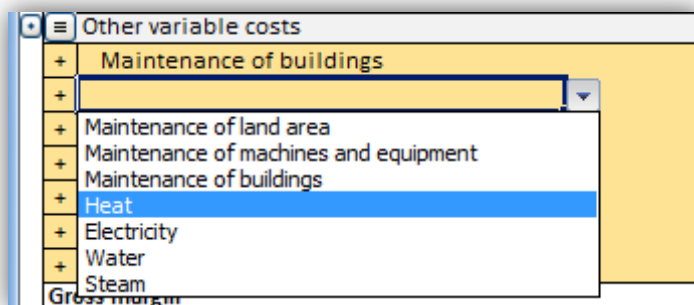 Other variable costs
Maintenance of buildings
Maintenance of land area
Maintenance of machines and equipment
Maintenance of buildings
Heat
Electricity
Water
Steam
Gross margin